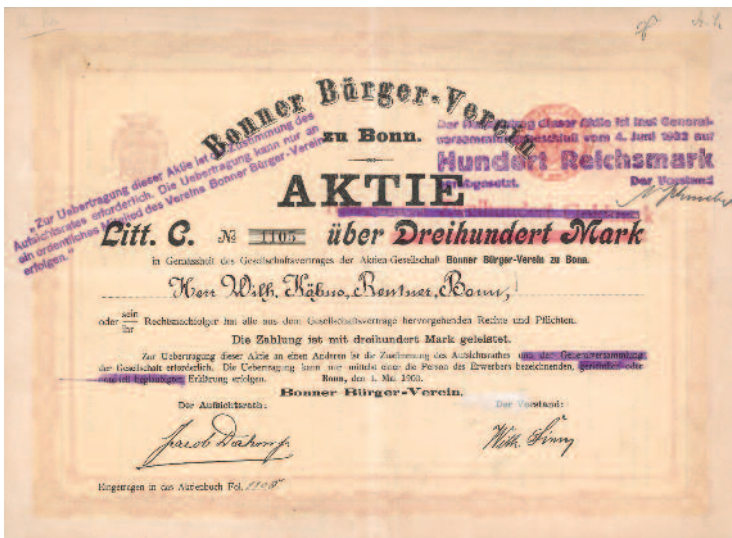 Bonner Bürger-Verein
zu Bonn.
Der Nennbetrag dieser Aktie ist laut General-
versammlungsbeschluß vom 4. Juni 1932 auf
Hundert Reichsmark
herabgesetzt. Der Vorstand
„Zur Uebertragung dieser Aktie ist die Zustimmung des
Aufsichtsrates erforderlich. Die Uebertragung kann nur an
ein ordentliches Mitglied des Vereins Bonner Bürger-Verein
erfolgen."
AKTIE
Litt. C. № 1105 über Dreihundert Mark
in Gemässheit des Gesellschaftsvertrages der Aktien-Gesellschaft Bonner Bürger-Verein zu Bonn.
Herr Wilh. Rentner, Bonn,
oder sein/ihr Rechtsnachfolger hat alle aus dem Gesellschaftsvertrage hervorgehenden Rechte und Pflichten.
Die Zahlung ist mit dreihundert Mark geleistet.
Zur Uebertragung dieser Aktie an einen Anderen ist die Zustimmung des Aufsichtsrathes und der Generalversammlung
der Gesellschaft erforderlich. Die Uebertragung kann nur mittelst einer die Person des Erwerbers bezeichnenden, gerichtlich oder
notariell beglaubigten Erklärung erfolgen. Bonn, den 1. Mai 1900.
Bonner Bürger-Verein.
Der Aufsichtsrath: Der Vorstand:
Jacob Wilh.
Eingetragen in das Aktienbuch Fol. 1105